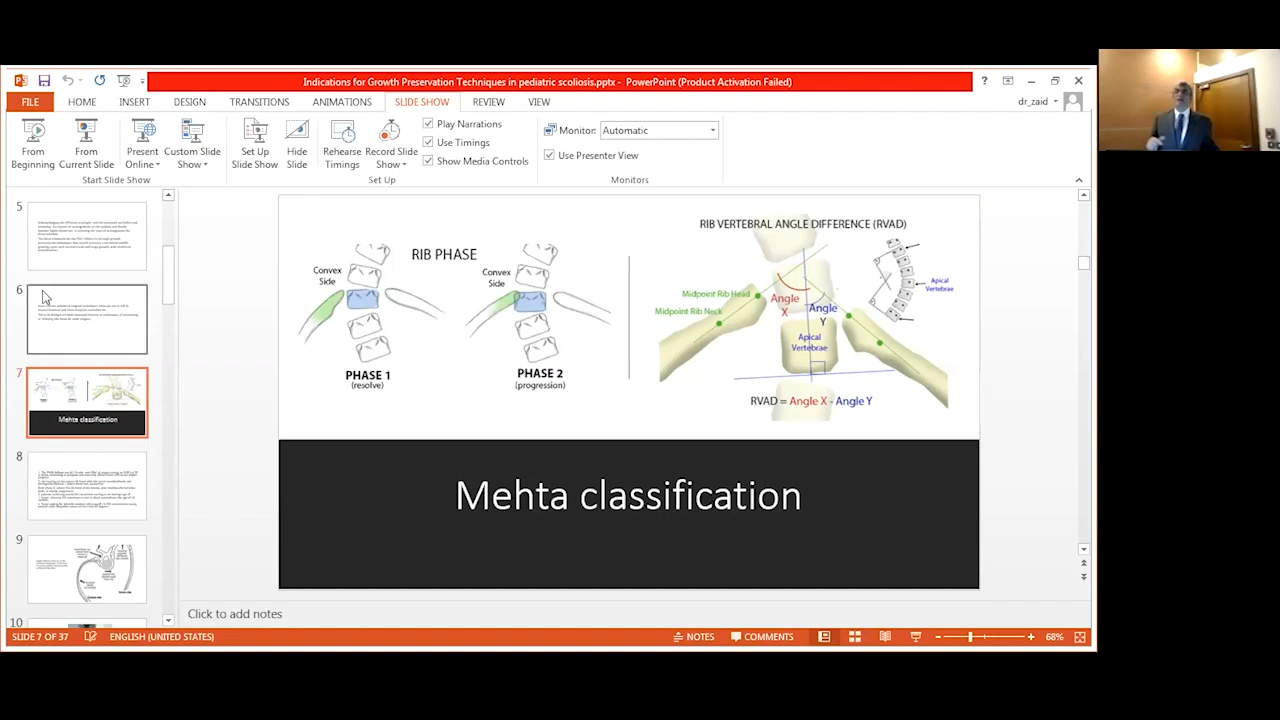 Indications for Growth Preservation Techniques in pediatric scoliosis.pptx - PowerPoint (Product Activation Failed)
FILE HOME INSERT DESIGN TRANSITIONS ANIMATIONS SLIDE SHOW REVIEW VIEW
dr_zaid
From Beginning
From Current Slide
Present Online
Custom Slide Show
Start Slide Show
Set Up Slide Show
Hide Slide
Rehearse Timings
Record Slide Show
Play Narrations
Use Timings
Show Media Controls
Set Up
Monitor: Automatic
Use Presenter View
Monitors
5
6
7
Mehta classification
8
9
10
RIB PHASE
Convex
Side
Convex
Side
PHASE 1
(resolve)
PHASE 2
(progression)
RIB VERTEBRAL ANGLE DIFFERENCE (RVAD)
Midpoint Rib Head
Midpoint Rib Neck
Angle
X
Angle
Y
Apical
Vertebrae
Apical
Vertebrae
RVAD = Angle X - Angle Y
Mehta classification
Click to add notes
SLIDE 7 OF 37 ENGLISH (UNITED STATES) NOTES COMMENTS 68%